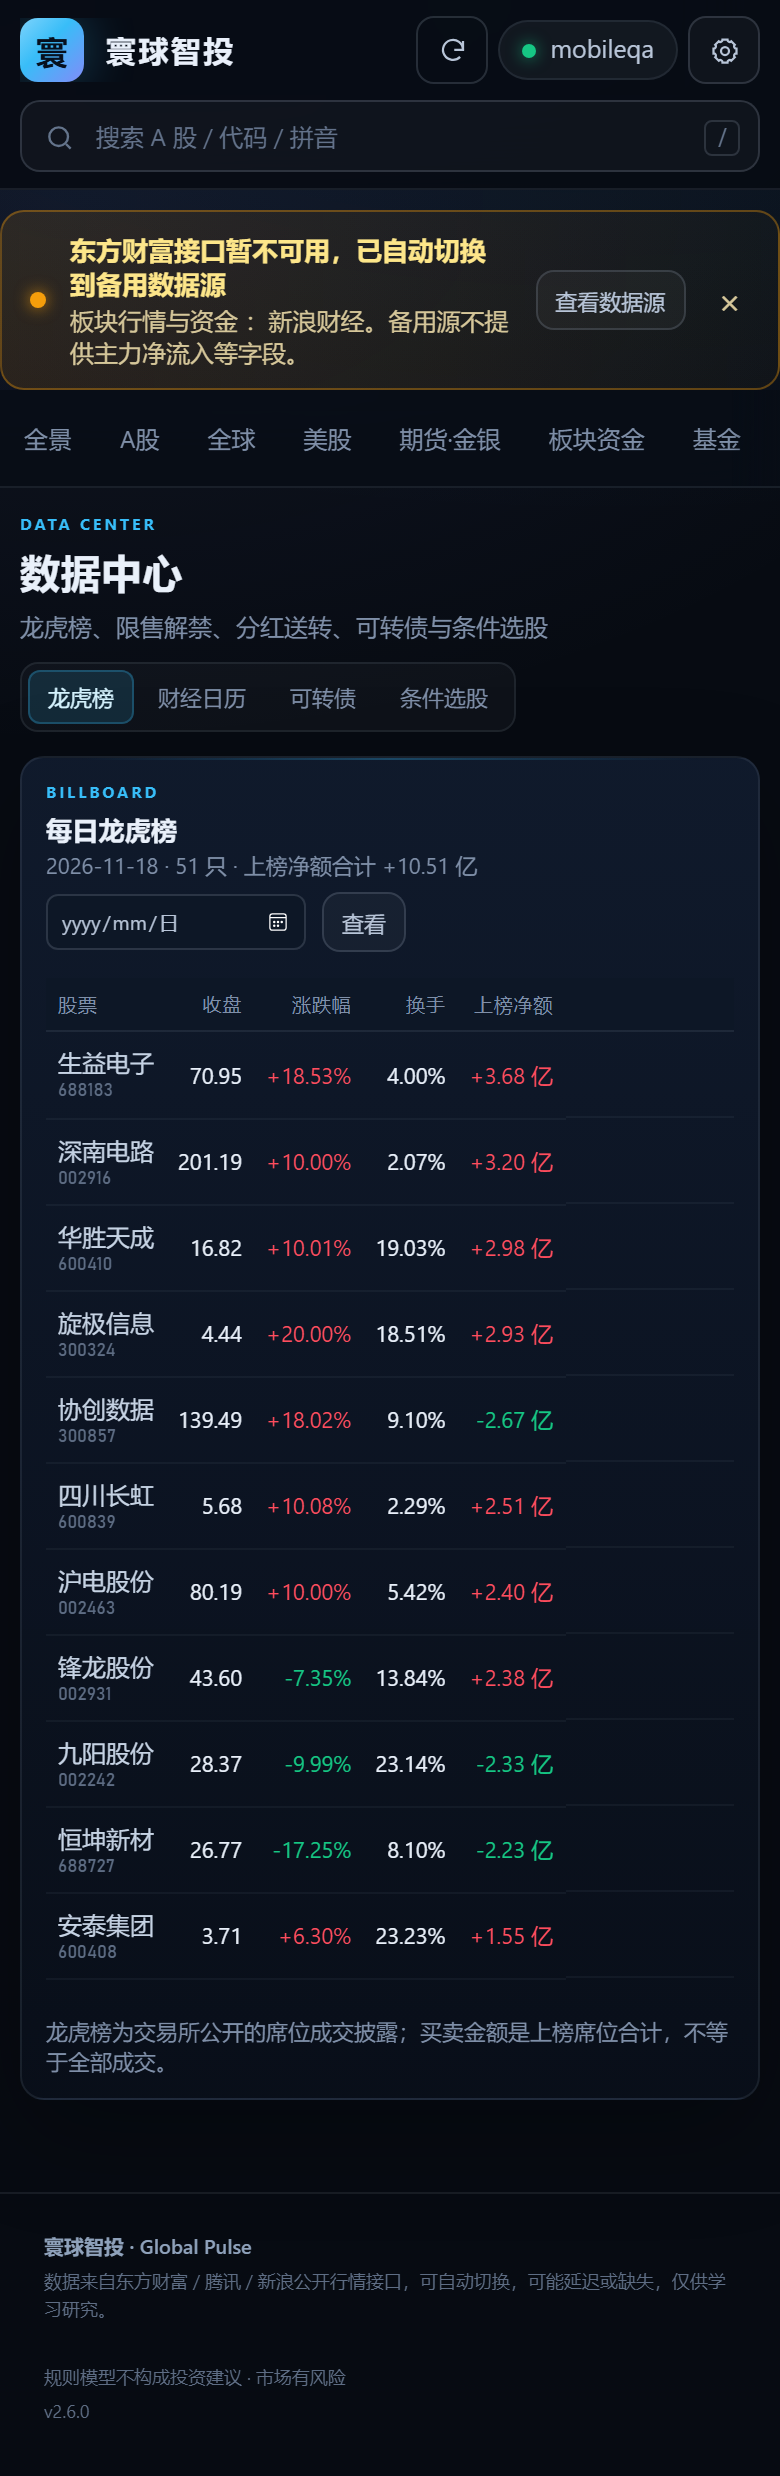 寰 寰球智投 mobileqa
搜索 A 股 / 代码 / 拼音 /
东方财富接口暂不可用，已自动切换
到备用数据源
板块行情与资金 ：新浪财经。备用源不提
供主力净流入等字段。
查看数据源 ×
全景 A股 全球 美股 期货·金银 板块资金 基金
DATA CENTER
数据中心
龙虎榜、限售解禁、分红送转、可转债与条件选股
龙虎榜 财经日历 可转债 条件选股
BILLBOARD
每日龙虎榜
2026-11-18 · 51 只 · 上榜净额合计 +10.51 亿
yyyy/mm/日 查看
股票 收盘 涨跌幅 换手 上榜净额
生益电子 70.95 +18.53% 4.00% +3.68 亿
688183
深南电路 201.19 +10.00% 2.07% +3.20 亿
002916
华胜天成 16.82 +10.01% 19.03% +2.98 亿
600410
旋极信息 4.44 +20.00% 18.51% +2.93 亿
300324
协创数据 139.49 +18.02% 9.10% -2.67 亿
300857
四川长虹 5.68 +10.08% 2.29% +2.51 亿
600839
沪电股份 80.19 +10.00% 5.42% +2.40 亿
002463
锋龙股份 43.60 -7.35% 13.84% +2.38 亿
002931
九阳股份 28.37 -9.99% 23.14% -2.33 亿
002242
恒坤新材 26.77 -17.25% 8.10% -2.23 亿
688727
安泰集团 3.71 +6.30% 23.23% +1.55 亿
600408
龙虎榜为交易所公开的席位成交披露；买卖金额是上榜席位合计，不等
于全部成交。
寰球智投 · Global Pulse
数据来自东方财富 / 腾讯 / 新浪公开行情接口，可自动切换，可能延迟或缺失，仅供学
习研究。
规则模型不构成投资建议 · 市场有风险
v2.6.0